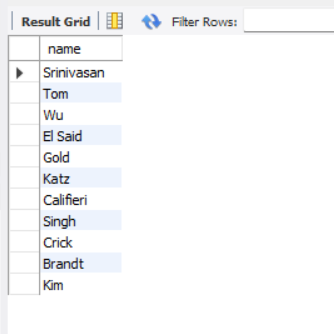 Result Grid Filter Rows:
name
Srinivasan
Tom
Wu
El Said
Gold
Katz
Califieri
Singh
Crick
Brandt
Kim